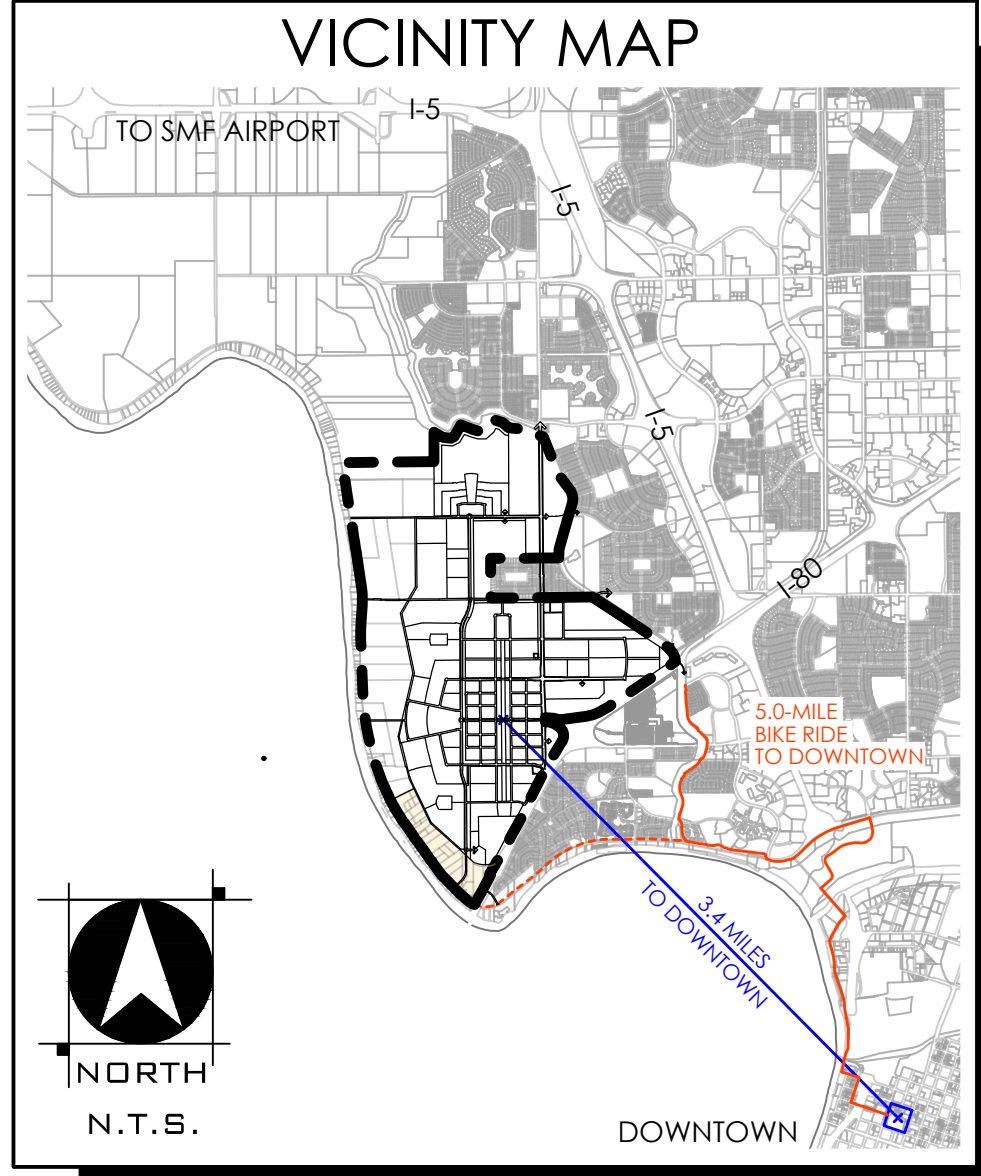 VICINITY MAP
I-5
TO SMF AIRPORT
I-5
I-5
I-80
5.0-MILE
BIKE RIDE
TO DOWNTOWN
3.4 MILES
TO DOWNTOWN
NORTH
N.T.S.
DOWNTOWN